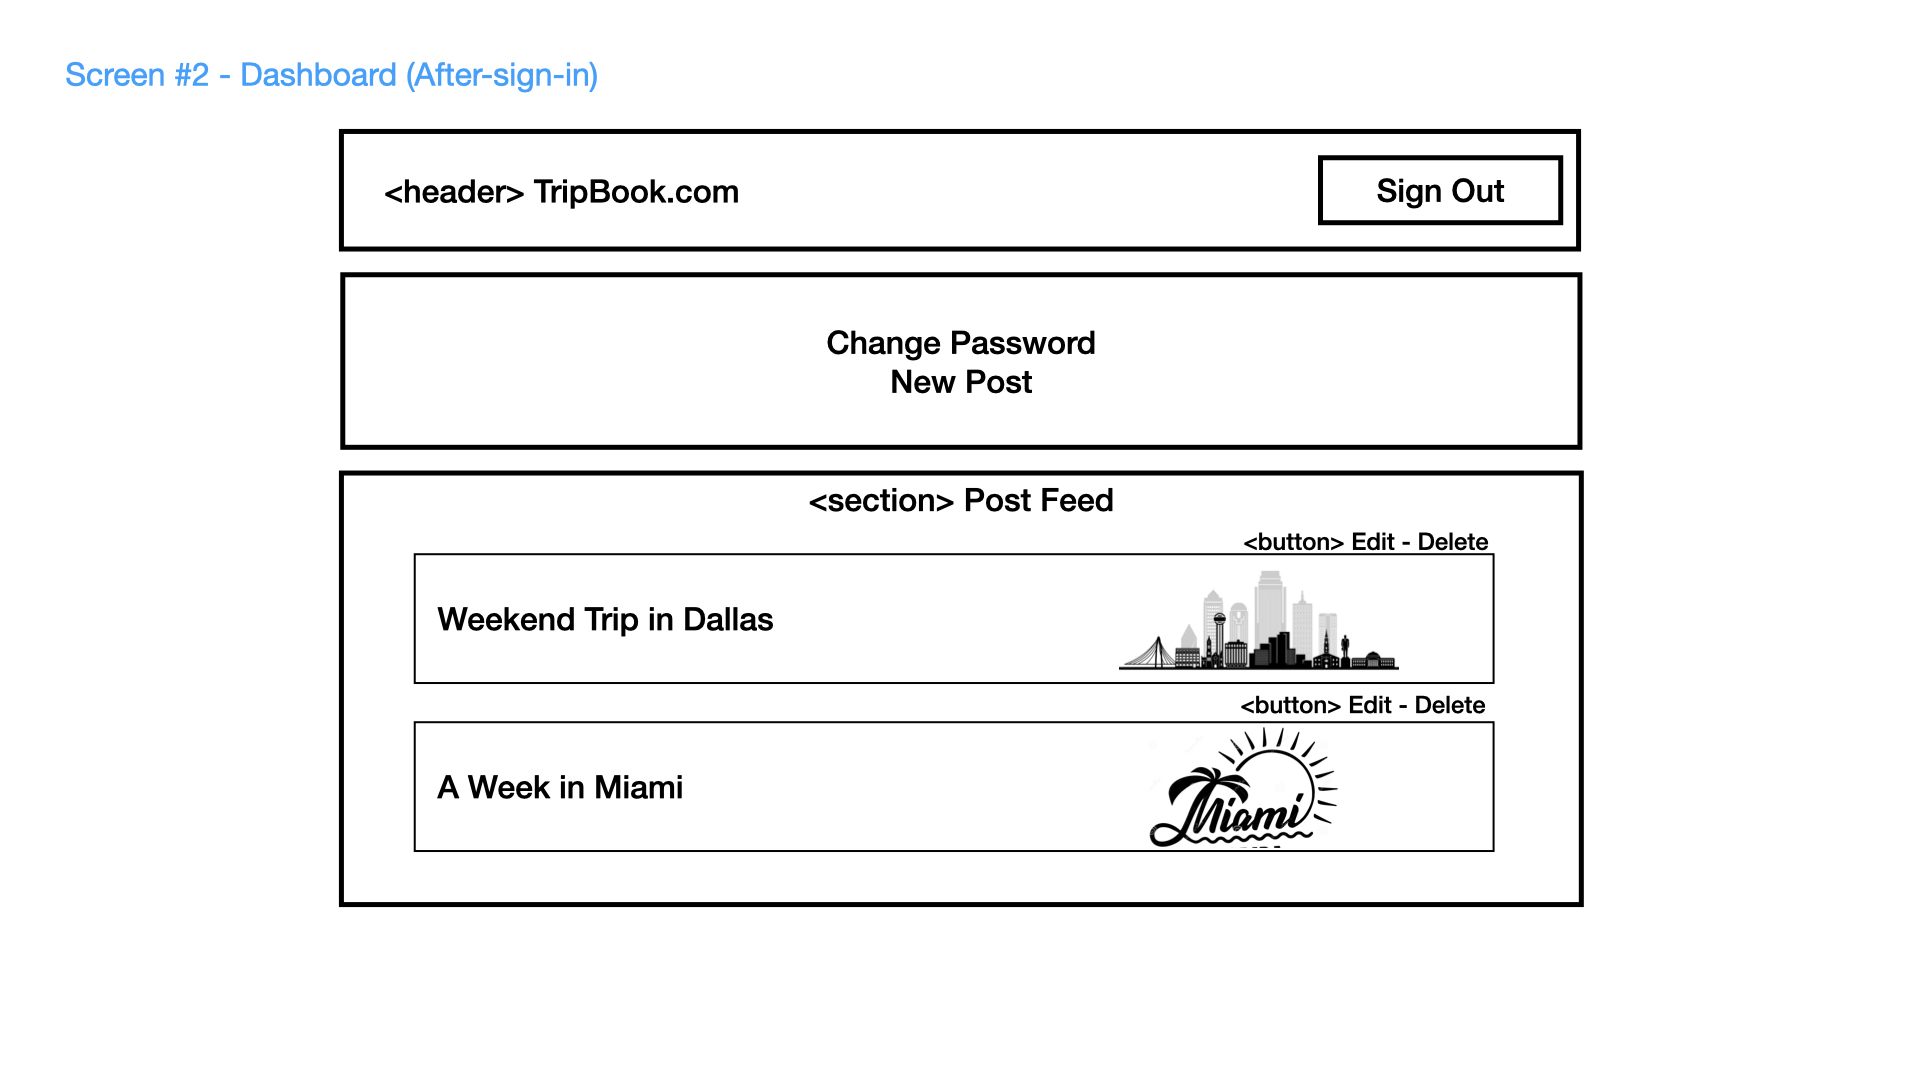 Screen #2 - Dashboard (After-sign-in)
<header> TripBook.com
Sign Out
Change Password
New Post
<section> Post Feed
<button> Edit - Delete
Weekend Trip in Dallas
<button> Edit - Delete
A Week in Miami
Miami